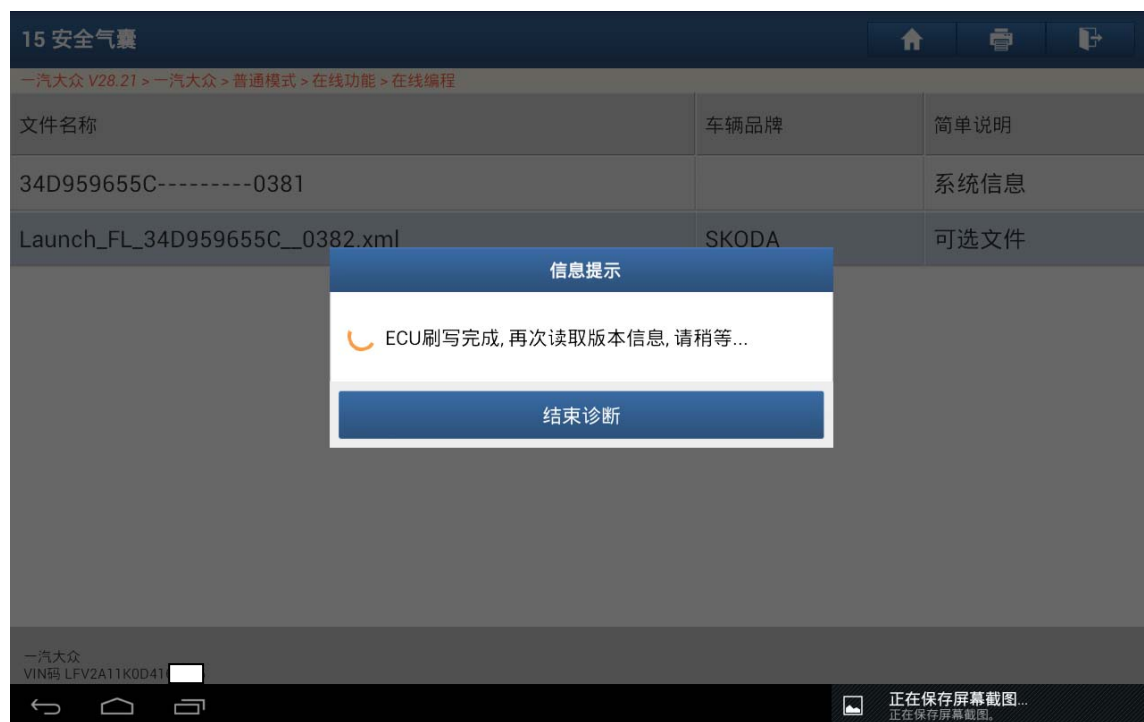 15 安全气囊
一汽大众 V28.21 > 一汽大众 > 普通模式 > 在线功能 > 在线编程
文件名称 车辆品牌 简单说明
34D959655C---------0381 系统信息
Launch_FL_34D959655C__0382.xml SKODA 可选文件
信息提示
ECU刷写完成, 再次读取版本信息, 请稍等...
结束诊断
一汽大众
VIN码 LFV2A11K0D41
正在保存屏幕截图...
正在保存屏幕截图。